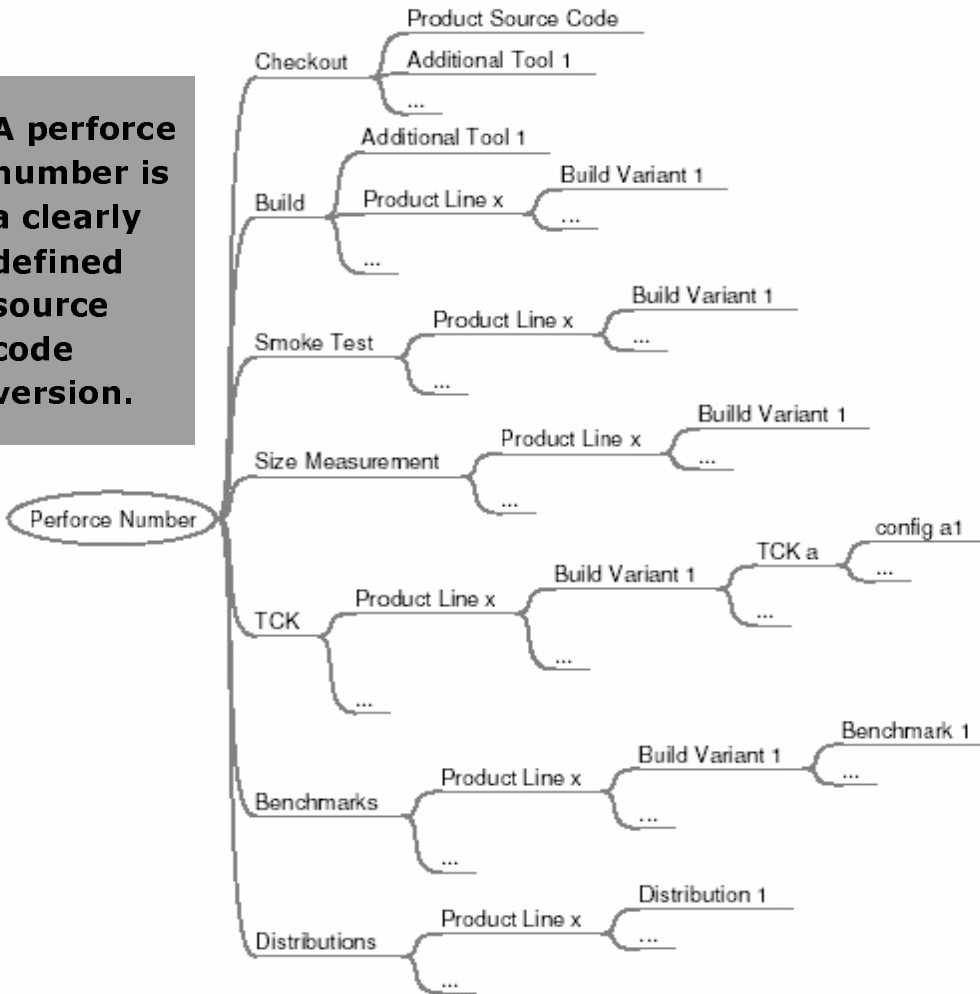 Product Source Code
Checkout
Additional Tool 1
...
A perforce
number is
a clearly
defined
source
code
version.
Additional Tool 1
Build Variant 1
Build
Product Line x
...
...
Build Variant 1
Product Line x
Smoke Test
...
...
Builld Variant 1
Product Line x
Size Measurement
...
...
Perforce Number
config a1
TCK a
...
Build Variant 1
Product Line x
TCK
...
...
...
Benchmark 1
Build Variant 1
...
Product Line x
Benchmarks
...
...
Distribution 1
Product Line x
Distributions
...
...